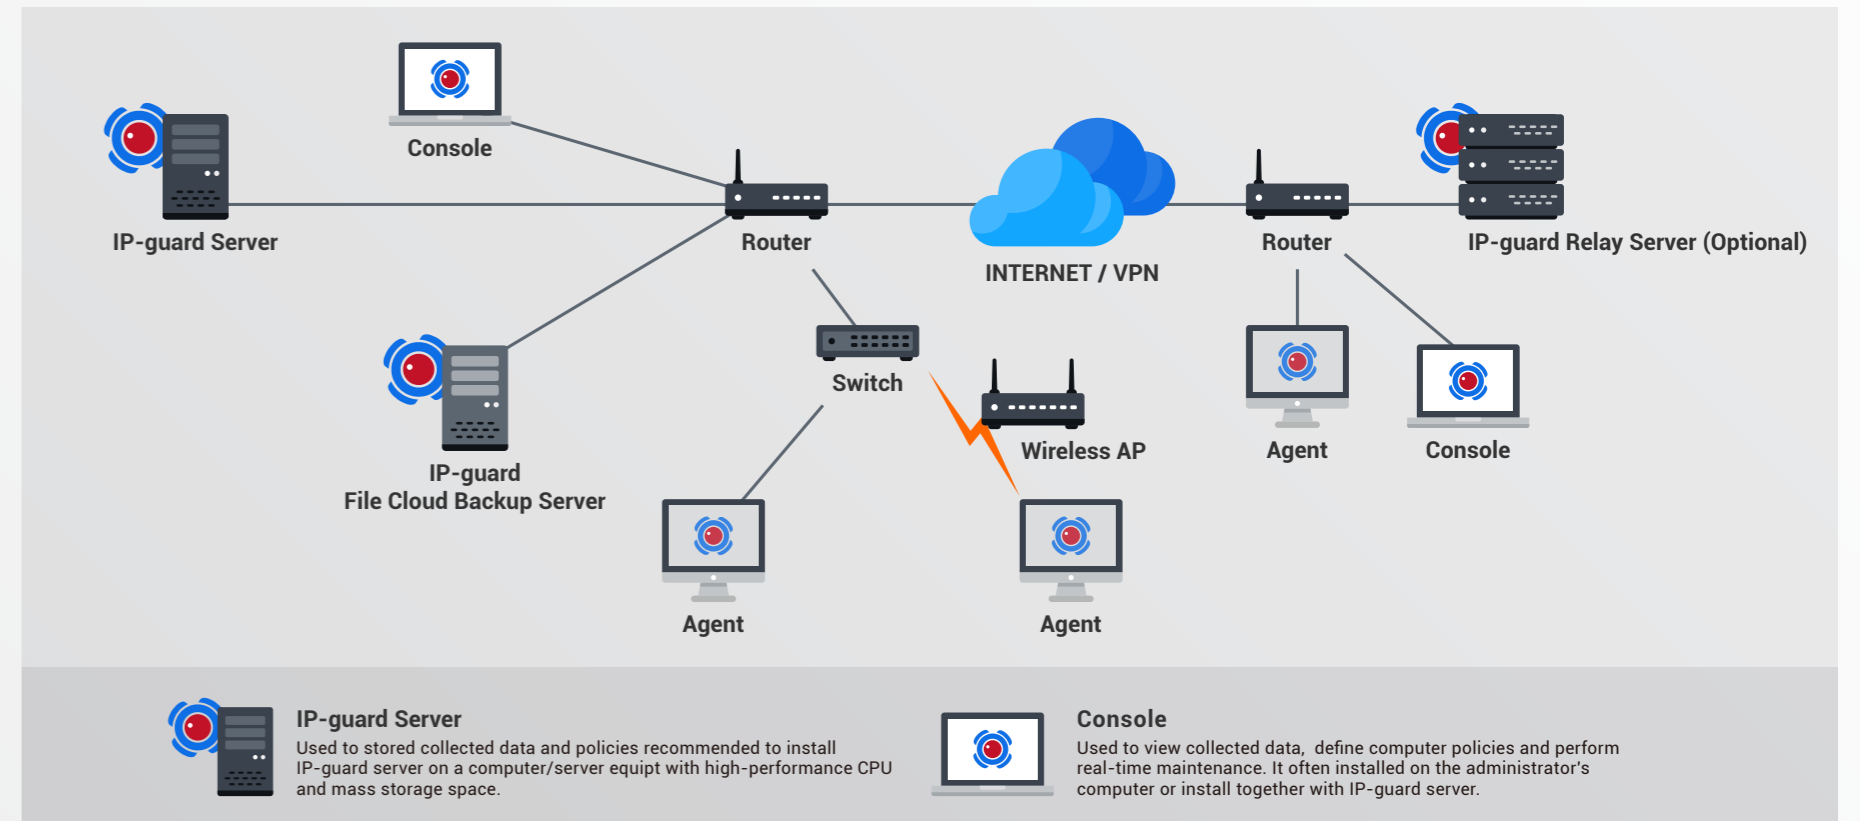 Console
IP-guard Server
Router
INTERNET / VPN
Router
IP-guard Relay Server (Optional)
Switch
Wireless AP
Agent
Console
IP-guard
File Cloud Backup Server
Agent
Agent
IP-guard Server
Used to stored collected data and policies recommended to install
IP-guard server on a computer/server equipt with high-performance CPU
and mass storage space.
Console
Used to view collected data, define computer policies and perform
real-time maintenance. It often installed on the administrator's
computer or install together with IP-guard server.